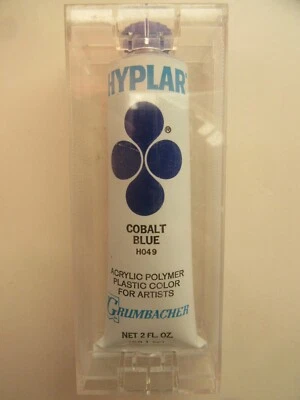 HYPLAR
®
COBALT
BLUE
H049
ACRYLIC POLYMER
PLASTIC COLOR
FOR ARTISTS
GRUMBACHER
NET 2 FL. OZ.